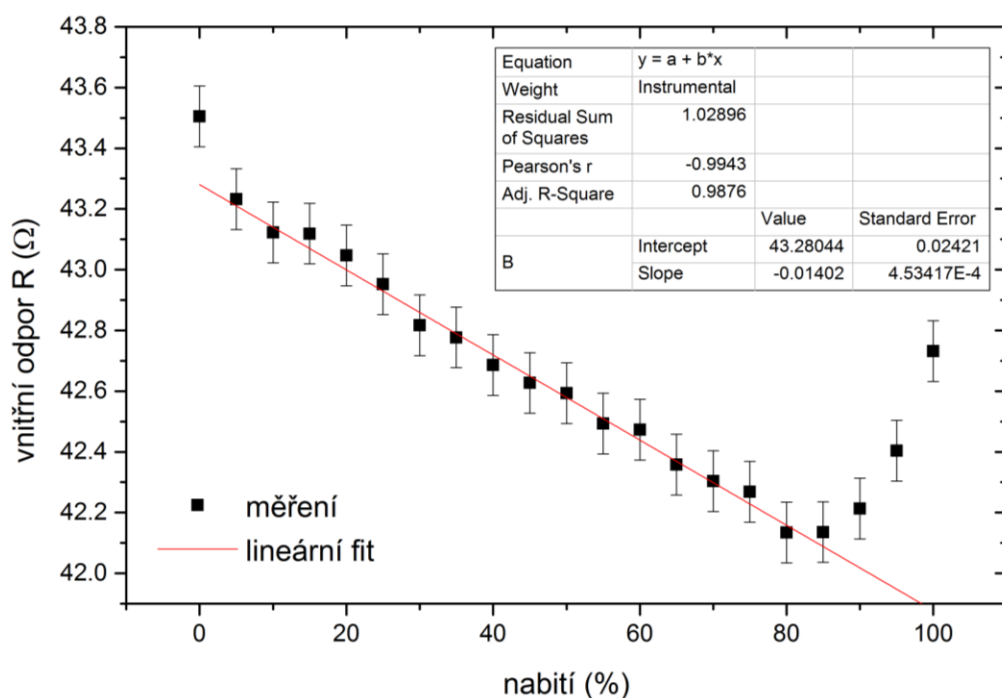 43.8
43.6
43.4
43.2
43.0
42.8
42.6
42.4
42.2
42.0
vnitřní odpor R (Ω)
Equation y = a + b*x
Weight Instrumental
Residual Sum of Squares 1.02896
Pearson's r -0.9943
Adj. R-Square 0.9876
Value Standard Error
B Intercept 43.28044 0.02421
Slope -0.01402 4.53417E-4
měření
lineární fit
0 20 40 60 80 100
nabití (%)